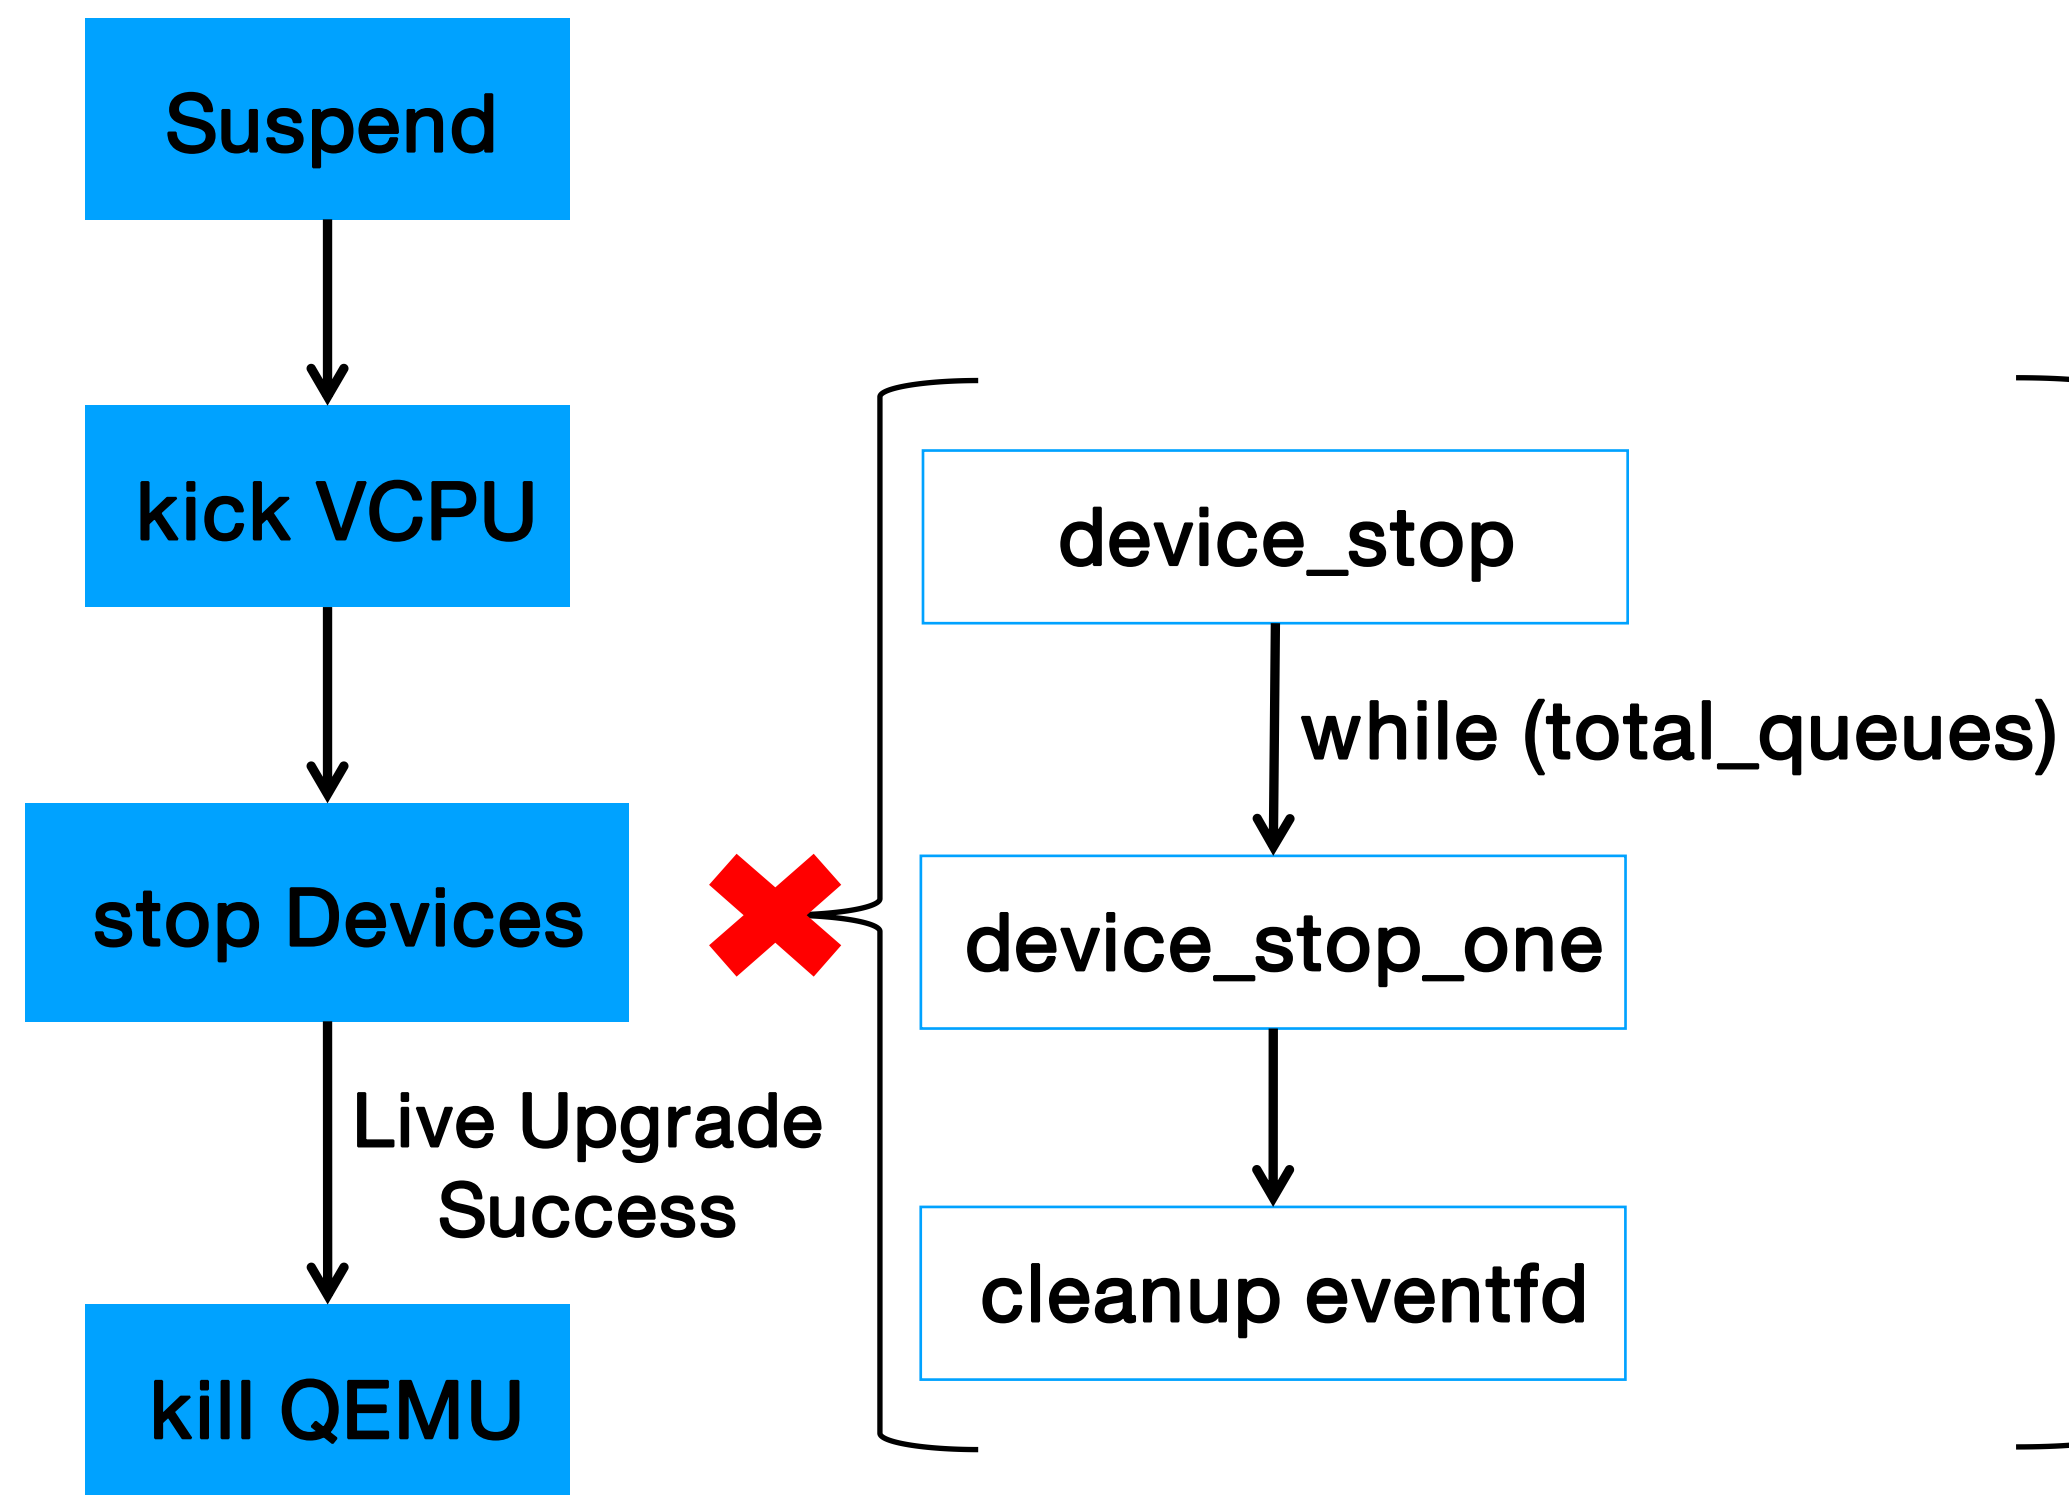 Suspend
kick VCPU
stop Devices
Live Upgrade
Success
kill QEMU
device_stop
while (total_queues)
device_stop_one
cleanup eventfd